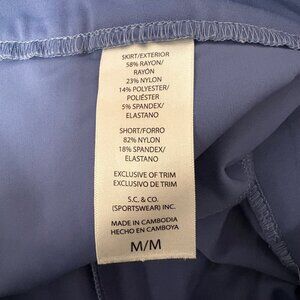 SKIRT/EXTERIOR
58% RAYON/
RAYÓN
23% NYLON
14% POLYESTER/
POLIÉSTER
5% SPANDEX/
ELASTANO
SHORT/FORRO
82% NYLON
18% SPANDEX/
ELASTANO
EXCLUSIVE OF TRIM
EXCLUSIVO DE TRIM
S.C. & CO.
(SPORTSWEAR) INC.
MADE IN CAMBODIA
HECHO EN CAMBOYA
M/M